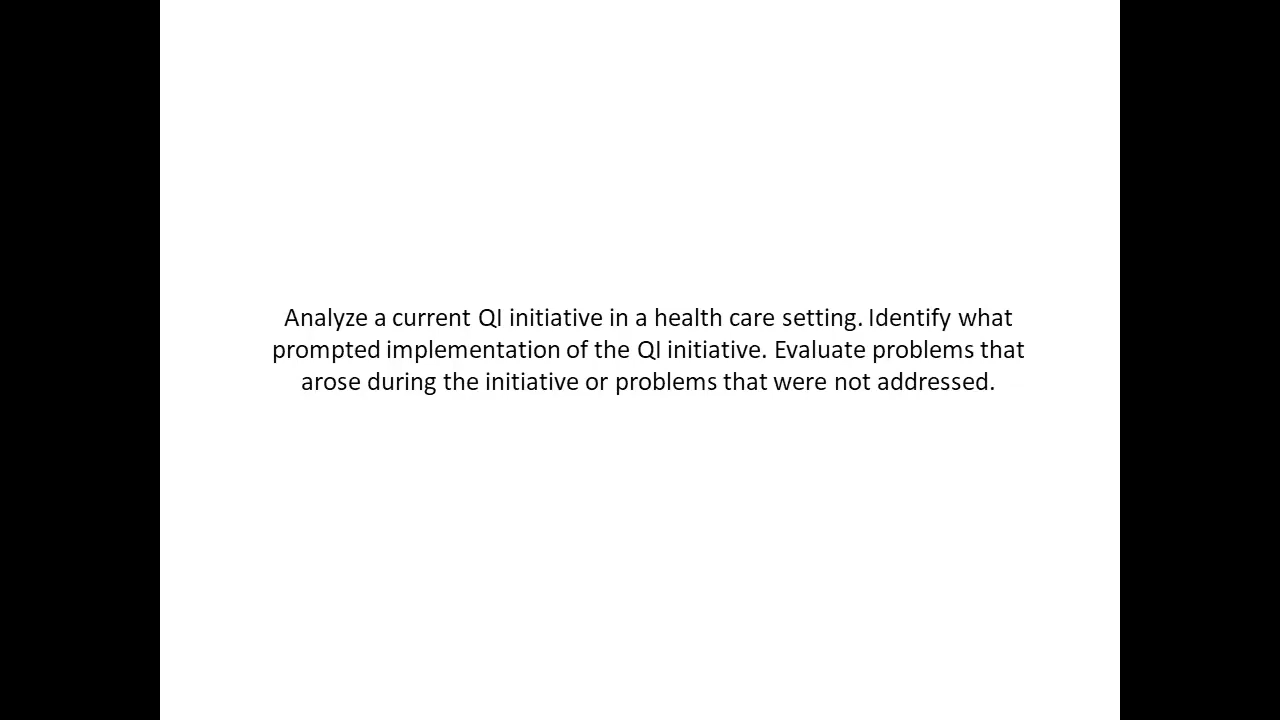 Analyze a current QI initiative in a health care setting. Identify what
prompted implementation of the QI initiative. Evaluate problems that
arose during the initiative or problems that were not addressed.